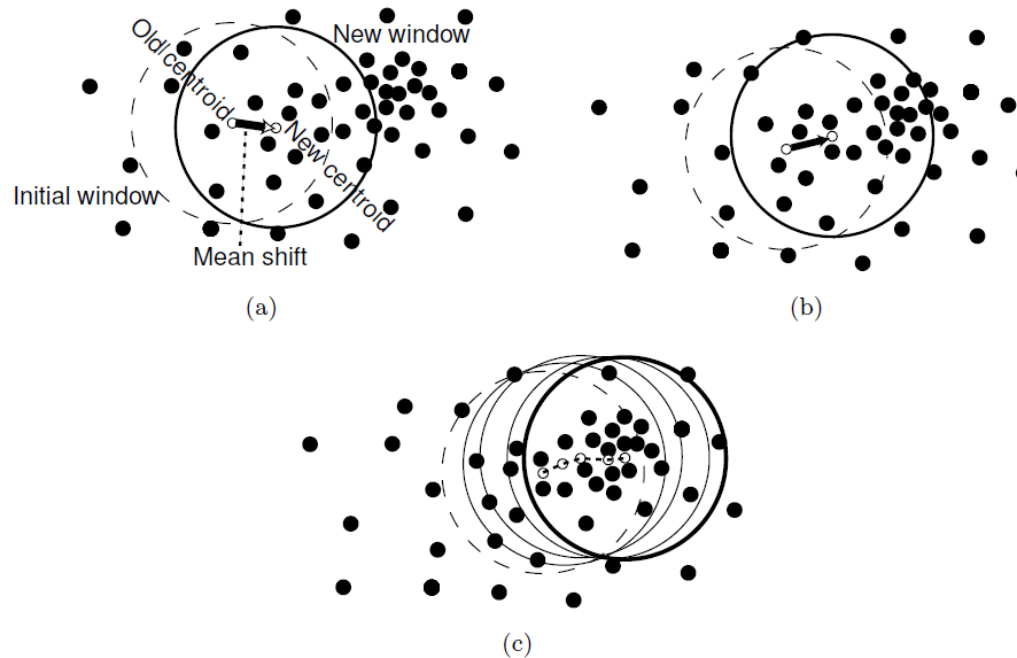 New window
Old centroid
New centroid
Initial window
Mean shift
(a)
(b)
(c)